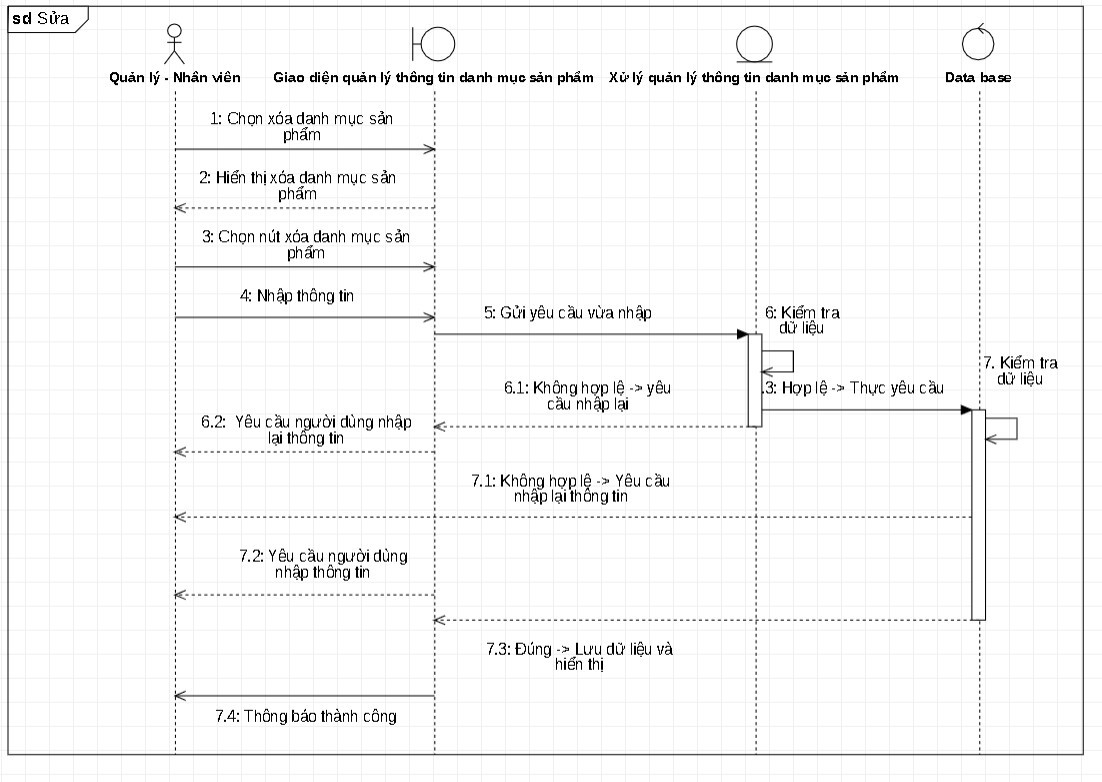 sd Sửa
Quản lý - Nhân viên
Giao diện quản lý thông tin danh mục sản phẩm
Xử lý quản lý thông tin danh mục sản phẩm
Data base
1: Chọn xóa danh mục sản
phẩm
2: Hiển thị xóa danh mục sản
phẩm
3: Chọn nút xóa danh mục sản
phẩm
4: Nhập thông tin
5: Gửi yêu cầu vừa nhập
6: Kiểm tra
dữ liệu
7. Kiểm tra
dữ liệu
6.1: Không hợp lệ -> yêu
cầu nhập lại
.3: Hợp lệ -> Thực yêu cầu
6.2: Yêu cầu người dùng nhập
lại thông tin
7.1: Không hợp lệ -> Yêu cầu
nhập lại thông tin
7.2: Yêu cầu người dùng
nhập thông tin
7.3: Đúng -> Lưu dữ liệu và
hiển thị
7.4: Thông báo thành công